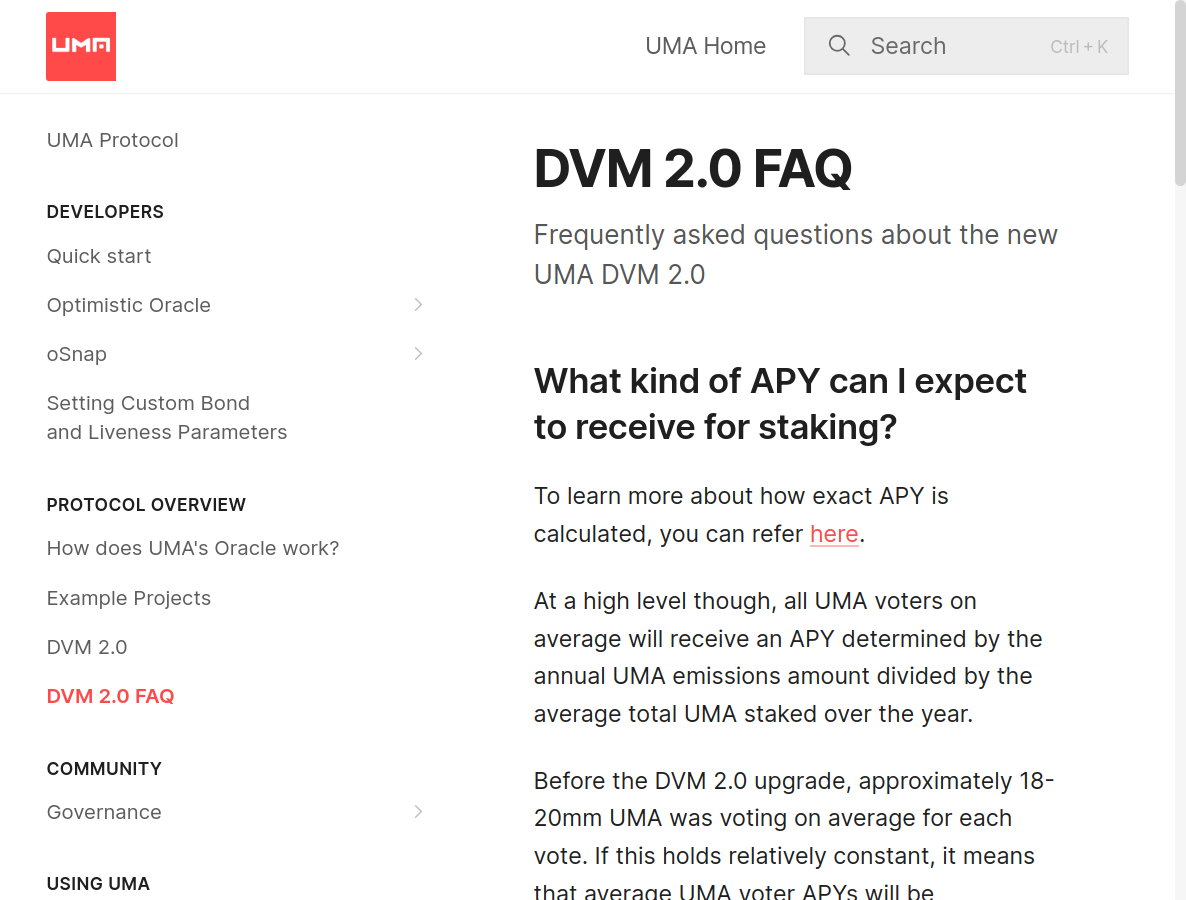 UMA
UMA Home
Search
Ctrl + K
UMA Protocol
DEVELOPERS
Quick start
Optimistic Oracle
oSnap
Setting Custom Bond
and Liveness Parameters
PROTOCOL OVERVIEW
How does UMA's Oracle work?
Example Projects
DVM 2.0
DVM 2.0 FAQ
COMMUNITY
Governance
USING UMA
DVM 2.0 FAQ
Frequently asked questions about the new
UMA DVM 2.0
What kind of APY can I expect
to receive for staking?
To learn more about how exact APY is
calculated, you can refer here.
At a high level though, all UMA voters on
average will receive an APY determined by the
annual UMA emissions amount divided by the
average total UMA staked over the year.
Before the DVM 2.0 upgrade, approximately 18-
20mm UMA was voting on average for each
vote. If this holds relatively constant, it means
that average UMA voter APYs will be